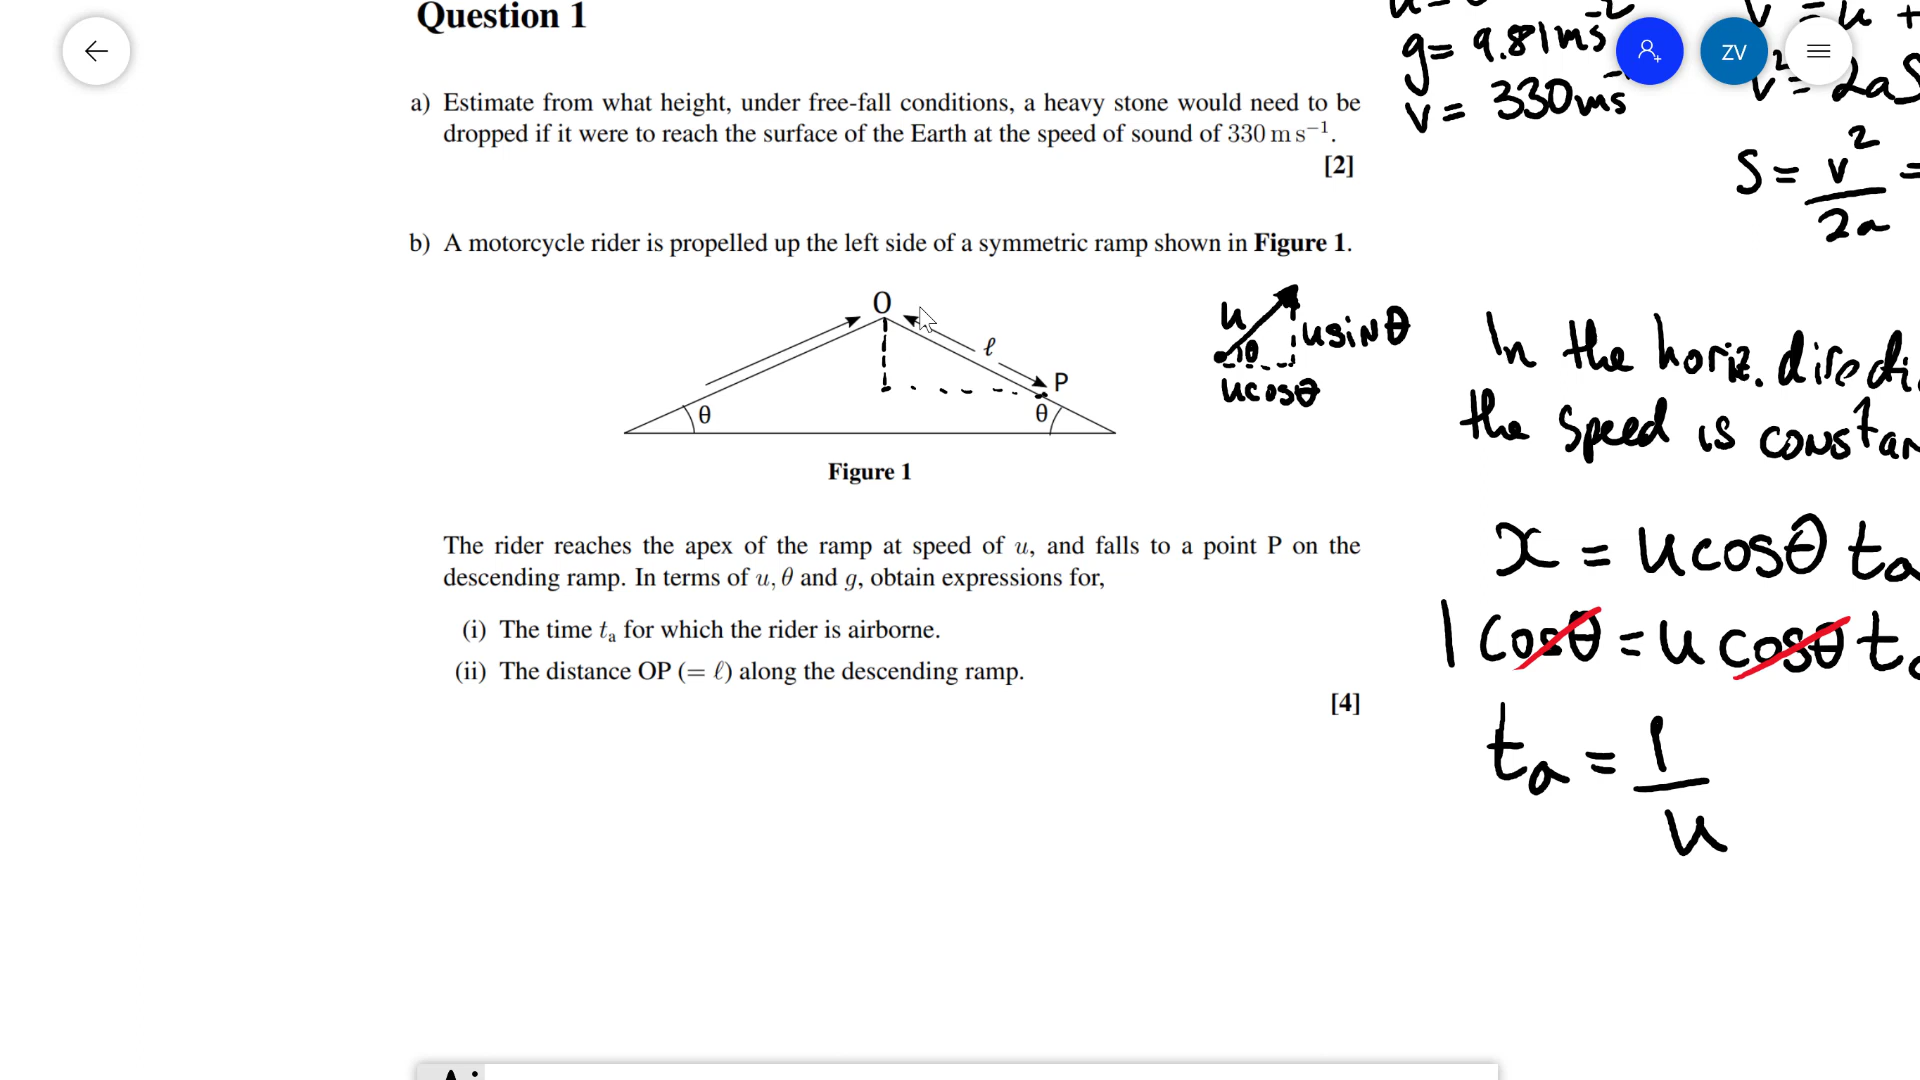 Question 1
a) Estimate from what height, under free-fall conditions, a heavy stone would need to be
dropped if it were to reach the surface of the Earth at the speed of sound of 330 m s⁻¹.
[2]
b) A motorcycle rider is propelled up the left side of a symmetric ramp shown in Figure 1.
O
ℓ
P
θ
θ
Figure 1
The rider reaches the apex of the ramp at speed of u, and falls to a point P on the
descending ramp. In terms of u, θ and g, obtain expressions for,
(i) The time tₐ for which the rider is airborne.
(ii) The distance OP (= ℓ) along the descending ramp.
[4]
g = 9.81ms⁻²
v = 330ms⁻
ZV
v = u +
v² = 2aS
S = v²/2a =
u
usinθ
θ
ucosθ
In the horiz. direc
the speed is constan
x = ucosθ tₐ
l cosθ = u cosθ t
tₐ = l/u